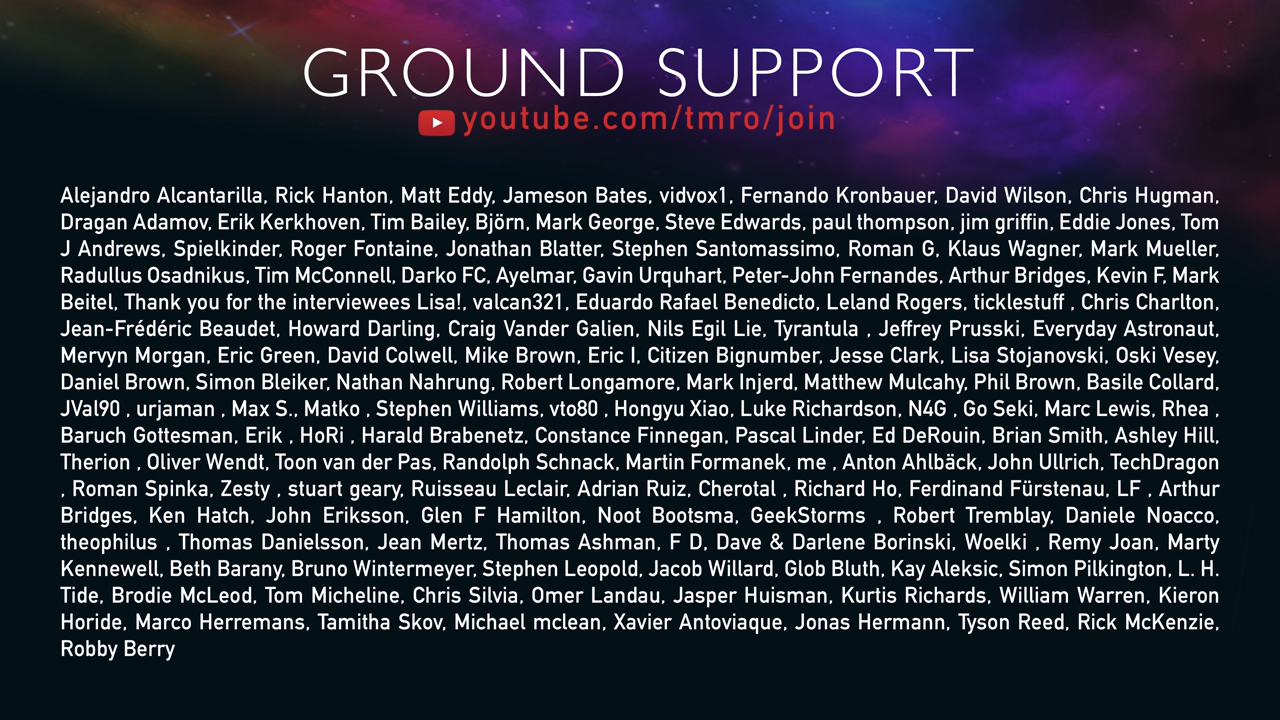 GROUND SUPPORT
youtube.com/tmro/join
Alejandro Alcantarilla, Rick Hanton, Matt Eddy, Jameson Bates, vidvox1, Fernando Kronbauer, David Wilson, Chris Hugman,
Dragan Adamov, Erik Kerkhoven, Tim Bailey, Björn, Mark George, Steve Edwards, paul thompson, jim griffin, Eddie Jones, Tom
J Andrews, Spielkinder, Roger Fontaine, Jonathan Blatter, Stephen Santomassimo, Roman G, Klaus Wagner, Mark Mueller,
Radullus Osadnikus, Tim McConnell, Darko FC, Ayelmar, Gavin Urquhart, Peter-John Fernandes, Arthur Bridges, Kevin F, Mark
Beitel, Thank you for the interviewees Lisa!, valcan321, Eduardo Rafael Benedicto, Leland Rogers, ticklestuff , Chris Charlton,
Jean-Frédéric Beaudet, Howard Darling, Craig Vander Galien, Nils Egil Lie, Tyrantula , Jeffrey Prusski, Everyday Astronaut,
Mervyn Morgan, Eric Green, David Colwell, Mike Brown, Eric I, Citizen Bignumber, Jesse Clark, Lisa Stojanovski, Oski Vesey,
Daniel Brown, Simon Bleiker, Nathan Nahrung, Robert Longamore, Mark Injerd, Matthew Mulcahy, Phil Brown, Basile Collard,
JVal90 , urjaman , Max S., Matko , Stephen Williams, vto80 , Hongyu Xiao, Luke Richardson, N4G , Go Seki, Marc Lewis, Rhea ,
Baruch Gottesman, Erik , HoRi , Harald Brabenetz, Constance Finnegan, Pascal Linder, Ed DeRouin, Brian Smith, Ashley Hill,
Therion , Oliver Wendt, Toon van der Pas, Randolph Schnack, Martin Formanek, me , Anton Ahlbäck, John Ullrich, TechDragon
, Roman Spinka, Zesty , stuart geary, Ruisseau Leclair, Adrian Ruiz, Cherotal , Richard Ho, Ferdinand Fürstenau, LF , Arthur
Bridges, Ken Hatch, John Eriksson, Glen F Hamilton, Noot Bootsma, GeekStorms , Robert Tremblay, Daniele Noacco,
theophilus , Thomas Danielsson, Jean Mertz, Thomas Ashman, F D, Dave & Darlene Borinski, Woelki , Remy Joan, Marty
Kennewell, Beth Barany, Bruno Wintermeyer, Stephen Leopold, Jacob Willard, Glob Bluth, Kay Aleksic, Simon Pilkington, L. H.
Tide, Brodie McLeod, Tom Micheline, Chris Silvia, Omer Landau, Jasper Huisman, Kurtis Richards, William Warren, Kieron
Horide, Marco Herremans, Tamitha Skov, Michael mclean, Xavier Antoviaque, Jonas Hermann, Tyson Reed, Rick McKenzie,
Robby Berry